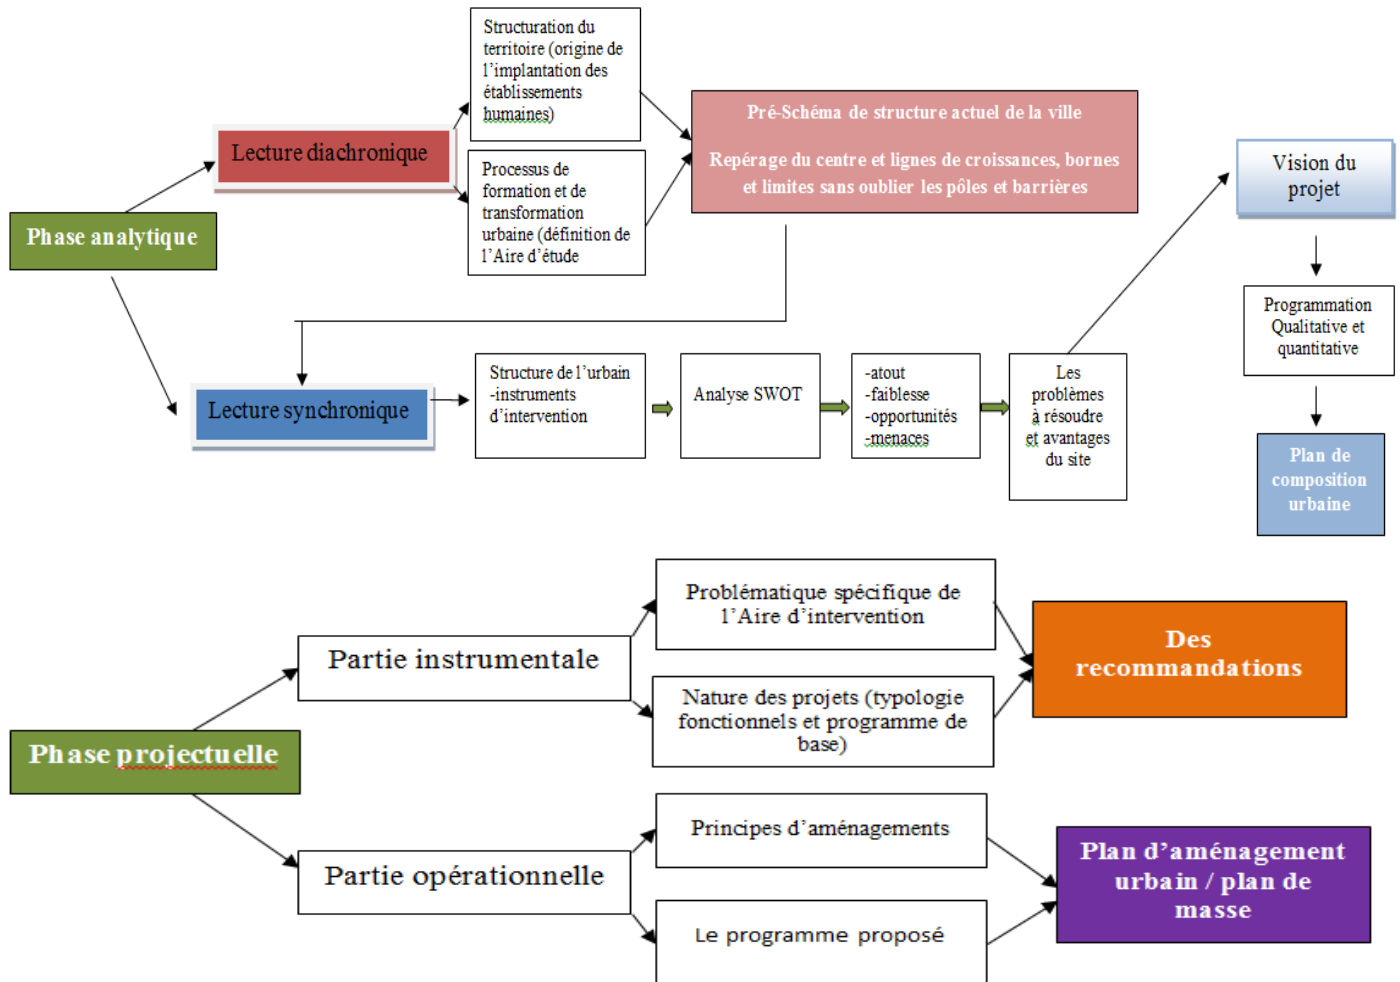 Structuration du
territoire (origine de
l'implantation des
établissements
humaines)
Lecture diachronique
Processus de
formation et de
transformation
urbaine (définition de
l'Aire d'étude
Pré-Schéma de structure actuel de la ville
Repérage du centre et lignes de croissances, bornes
et limites sans oublier les pôles et barrières
Vision du
projet
Phase analytique
Programmation
Qualitative et
quantitative
Lecture synchronique
Structure de l'urbain
-instruments
d'intervention
Analyse SWOT
-atout
-faiblesse
-opportunités
-menaces
Les
problèmes
à résoudre
et avantages
du site
Plan de
composition
urbaine
Phase projectuelle
Partie instrumentale
Problématique spécifique de
l'Aire d'intervention
Nature des projets (typologie
fonctionnels et programme de
base)
Des
recommandations
Partie opérationnelle
Principes d'aménagements
Le programme proposé
Plan d'aménagement
urbain / plan de
masse